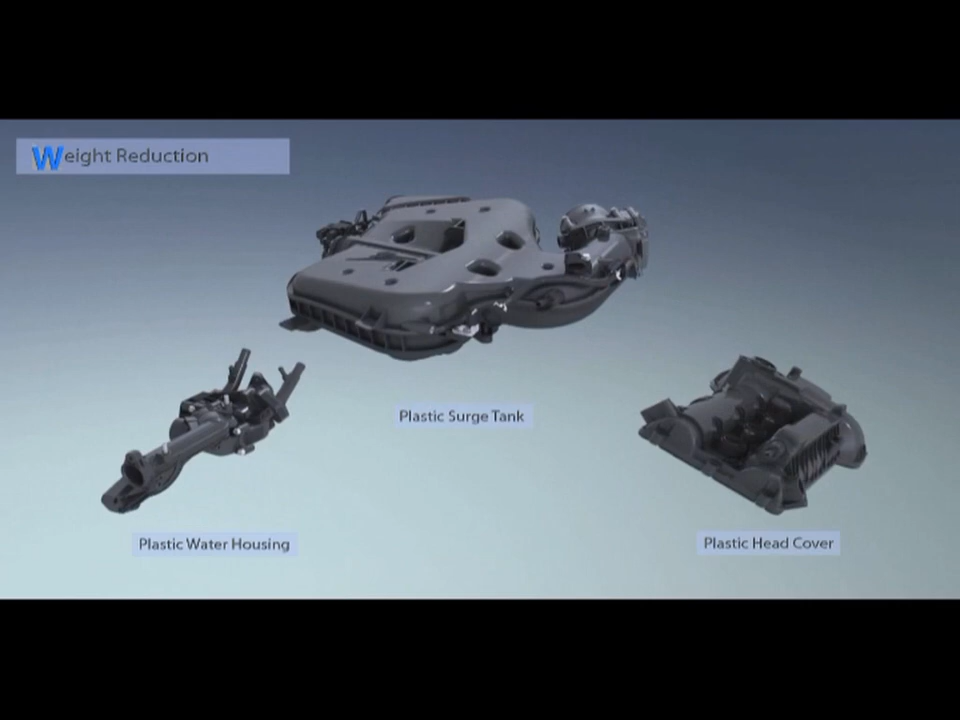 Weight Reduction
Plastic Surge Tank
Plastic Water Housing
Plastic Head Cover